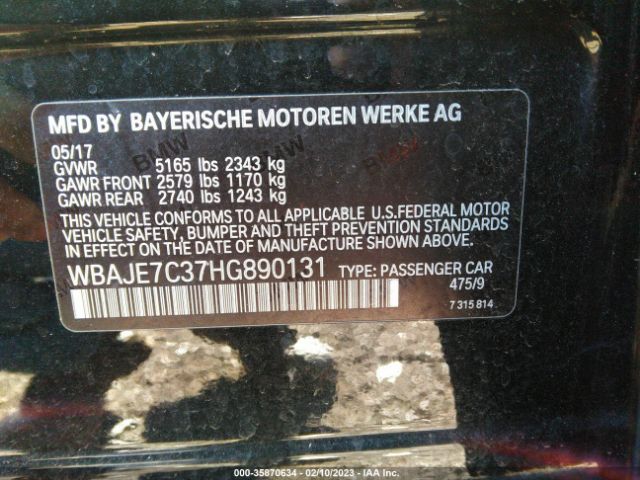 MFD BY BAYERISCHE MOTOREN WERKE AG
05/17
GVWR 5165 lbs 2343 kg
GAWR FRONT 2579 lbs 1170 kg
GAWR REAR 2740 lbs 1243 kg
THIS VEHICLE CONFORMS TO ALL APPLICABLE U.S.FEDERAL MOTOR
VEHICLE SAFETY, BUMPER AND THEFT PREVENTION STANDARDS
IN EFFECT ON THE DATE OF MANUFACTURE SHOWN ABOVE.
WBAJE7C37HG890131 TYPE: PASSENGER CAR
475/9
7 315 814
000-35870634 - 02/10/2023 - IAA Inc.